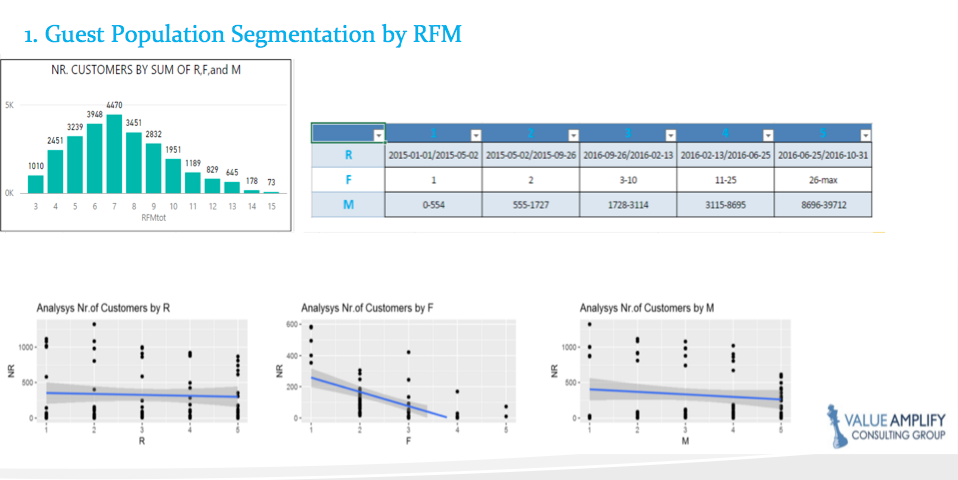 1. Guest Population Segmentation by RFM
NR. CUSTOMERS BY SUM OF R,F,and M
5K
0K
1010 2451 3239 3948 4470 3451 2832 1951 1189 829 645 178 73
3 4 5 6 7 8 9 10 11 12 13 14 15
RFMtot
1 2 3 4 5
R 2015-01-01/2015-05-02 2015-05-02/2015-09-26 2016-09-26/2016-02-13 2016-02-13/2016-06-25 2016-06-25/2016-10-31
F 1 2 3-10 11-25 26-max
M 0-554 555-1727 1728-3114 3115-8695 8696-39712
Analysys Nr.of Customers by R
NR
1000
500
0
1 2 3 4 5
R
Analysys Nr.of Customers by F
NR
600
400
200
0
1 2 3 4 5
F
Analysys Nr.of Customers by M
NR
1000
500
0
1 2 3 4 5
M
VALUE AMPLIFY
CONSULTING GROUP